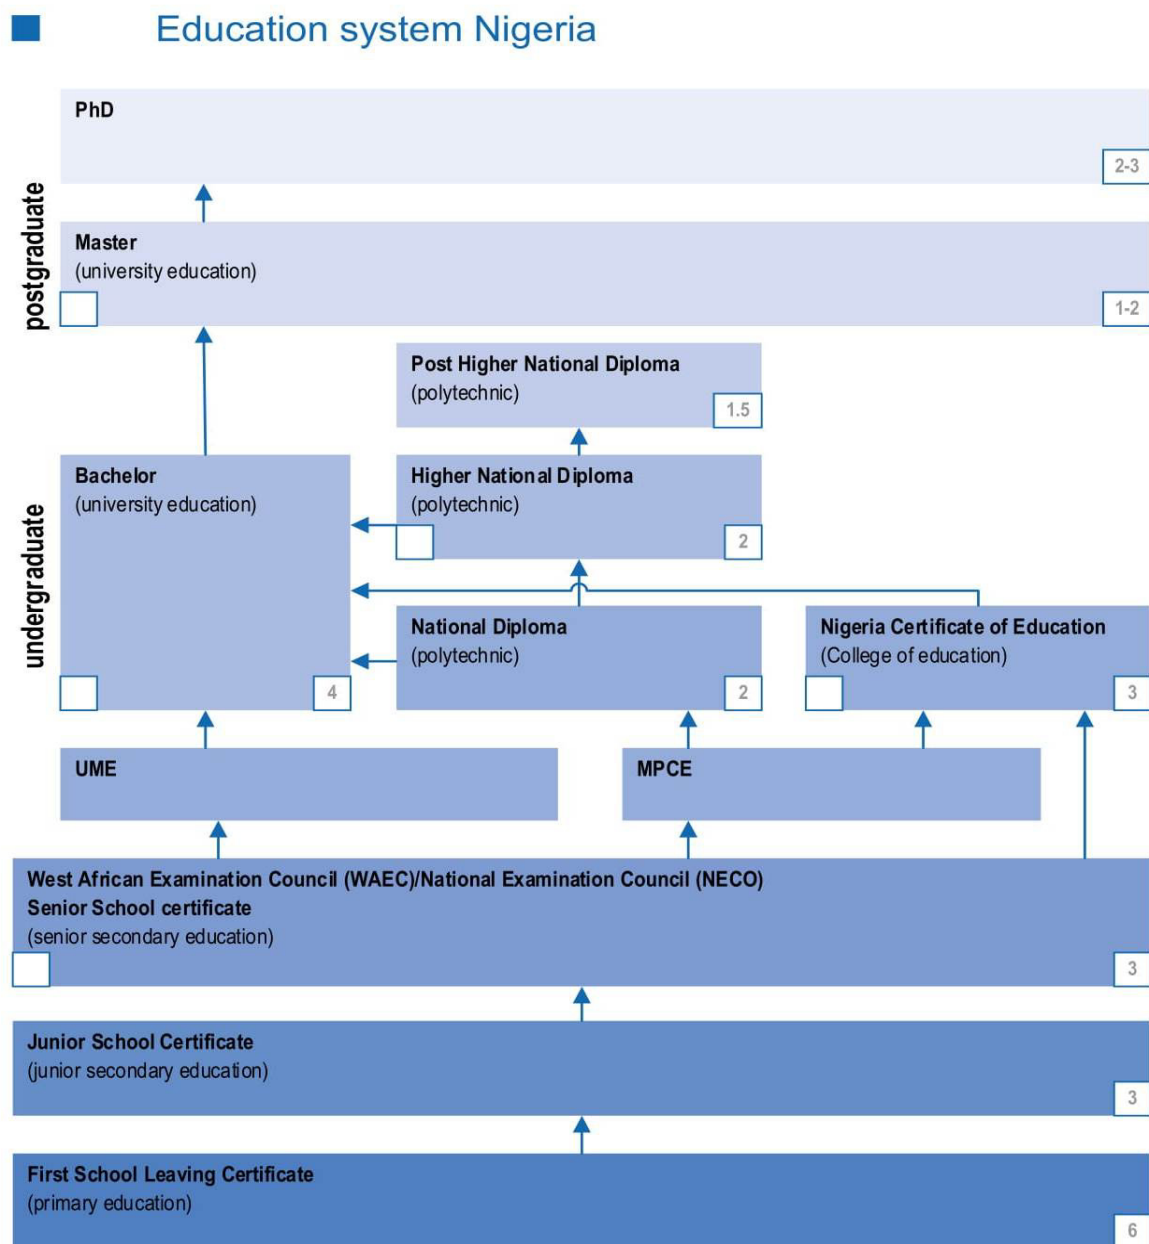 Education system Nigeria
postgraduate
PhD
2-3
Master
(university education)
1-2
Post Higher National Diploma
(polytechnic)
1.5
undergraduate
Bachelor
(university education)
4
Higher National Diploma
(polytechnic)
2
National Diploma
(polytechnic)
2
Nigeria Certificate of Education
(College of education)
3
UME
MPCE
West African Examination Council (WAEC)/National Examination Council (NECO)
Senior School certificate
(senior secondary education)
3
Junior School Certificate
(junior secondary education)
3
First School Leaving Certificate
(primary education)
6